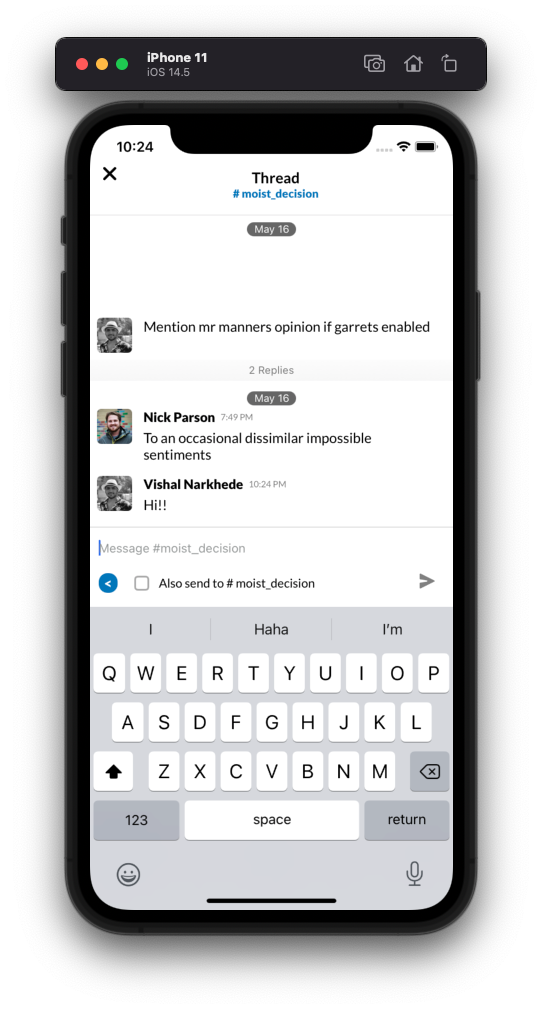 iPhone 11
iOS 14.5
10:24
Thread
# moist_decision
May 16
Mention mr manners opinion if garrets enabled
2 Replies
May 16
Nick Parson 7:49 PM
To an occasional dissimilar impossible
sentiments
Vishal Narkhede 10:24 PM
Hi!!
Message #moist_decision
Also send to # moist_decision
I Haha I'm
Q W E R T Y U I O P
A S D F G H J K L
Z X C V B N M
123 space return